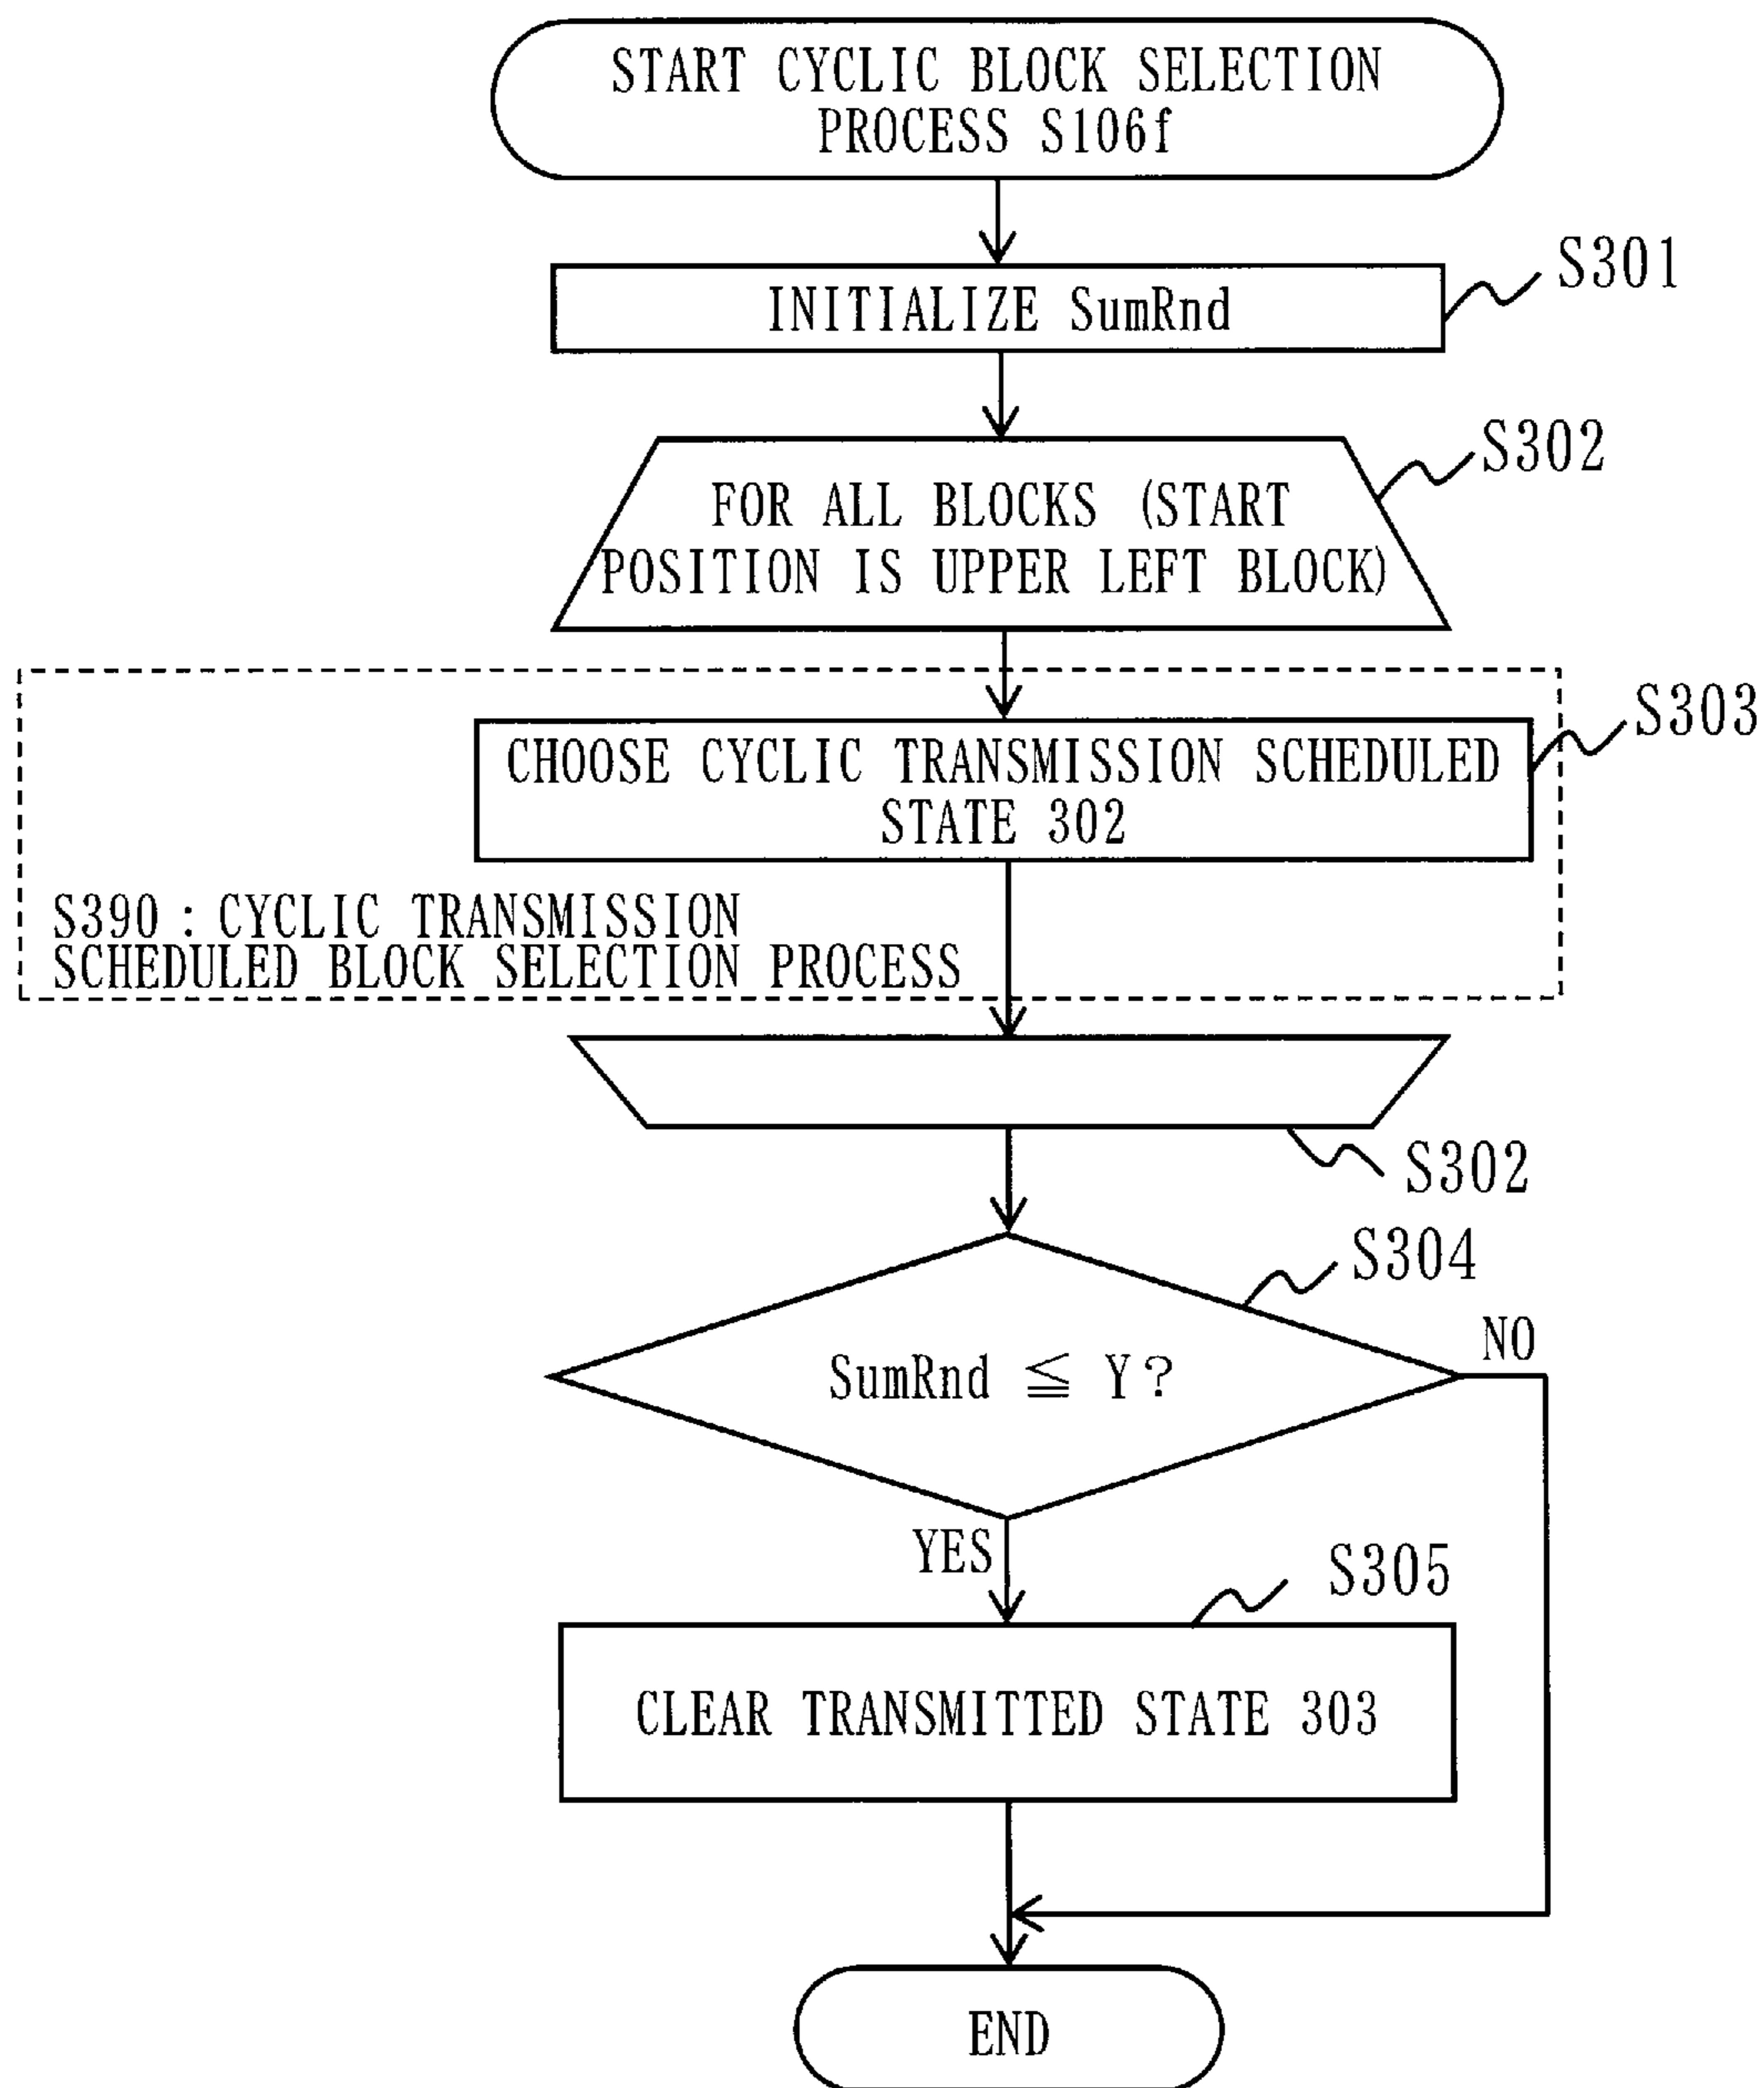 START CYCLIC BLOCK SELECTION
PROCESS S106f
S301
INITIALIZE SumRnd
S302
FOR ALL BLOCKS (START
POSITION IS UPPER LEFT BLOCK)
S303
CHOOSE CYCLIC TRANSMISSION SCHEDULED
STATE 302
S390 : CYCLIC TRANSMISSION
SCHEDULED BLOCK SELECTION PROCESS
S302
S304
NO
SumRnd ≦ Y?
YES
S305
CLEAR TRANSMITTED STATE 303
END